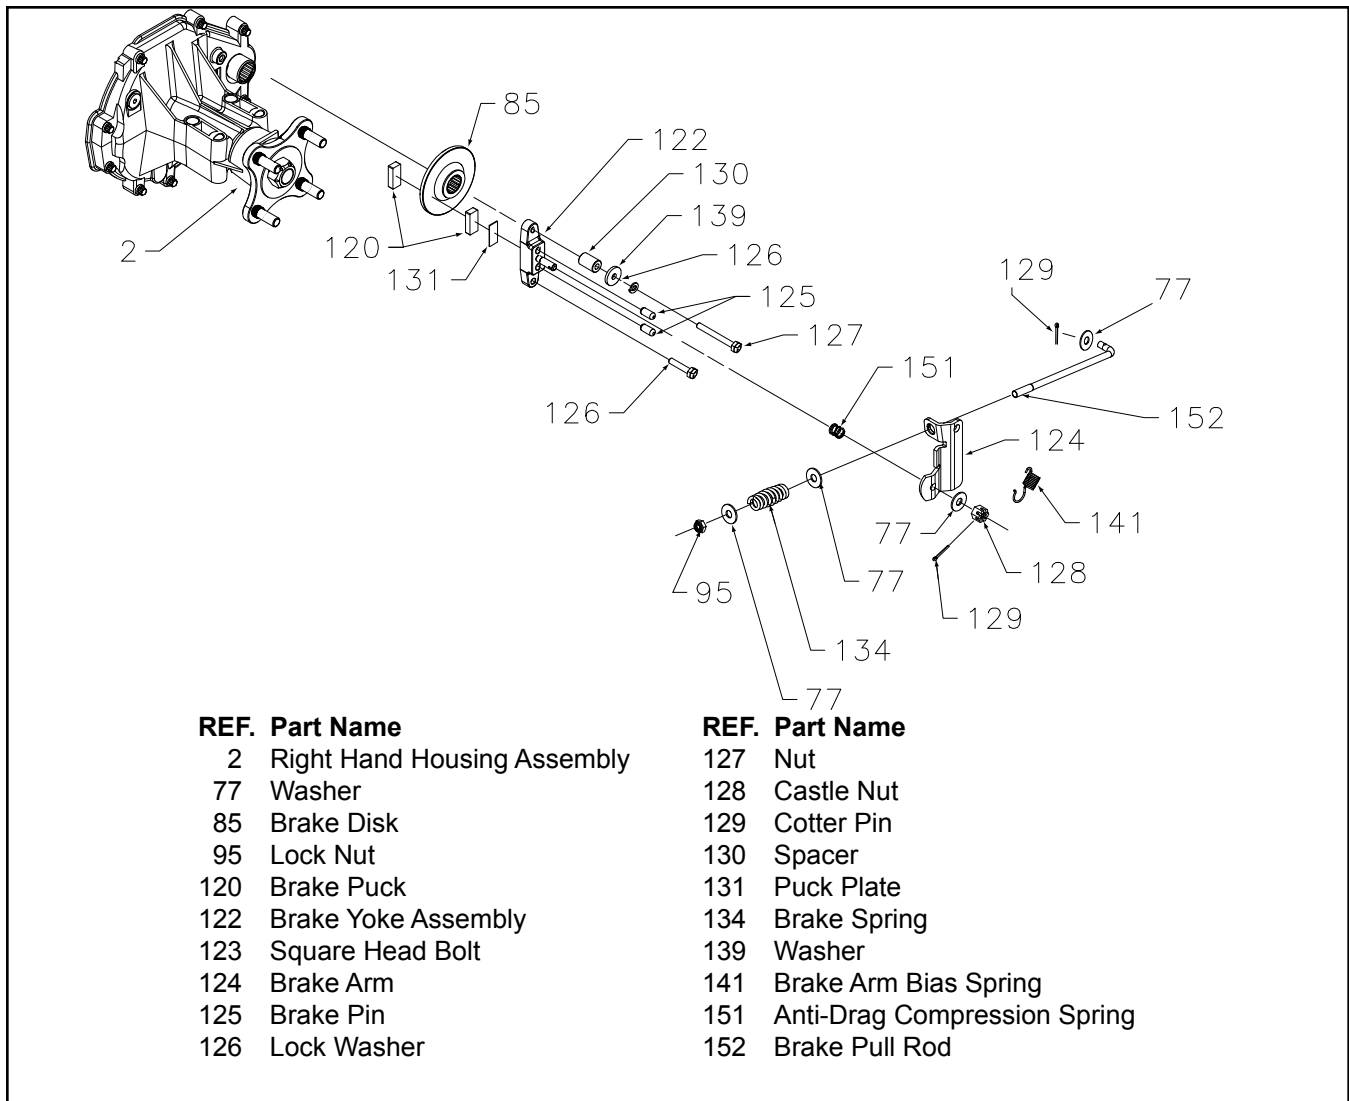 85
122
130
139
126
129
77
2
120
131
125
127
151
126
152
124
141
77
128
77
95
129
134
77
REF. Part Name
2 Right Hand Housing Assembly
77 Washer
85 Brake Disk
95 Lock Nut
120 Brake Puck
122 Brake Yoke Assembly
123 Square Head Bolt
124 Brake Arm
125 Brake Pin
126 Lock Washer
REF. Part Name
127 Nut
128 Castle Nut
129 Cotter Pin
130 Spacer
131 Puck Plate
134 Brake Spring
139 Washer
141 Brake Arm Bias Spring
151 Anti-Drag Compression Spring
152 Brake Pull Rod